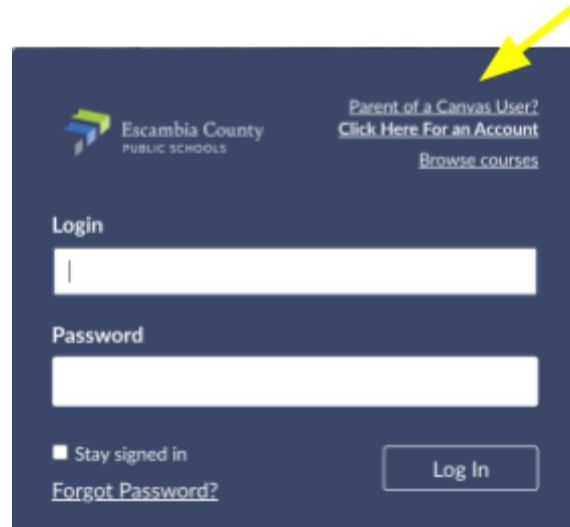 Parent of a Canvas User?
Click Here For an Account
Browse courses
Escambia County
PUBLIC SCHOOLS
Login
Password
Stay signed in
Forgot Password?
Log In